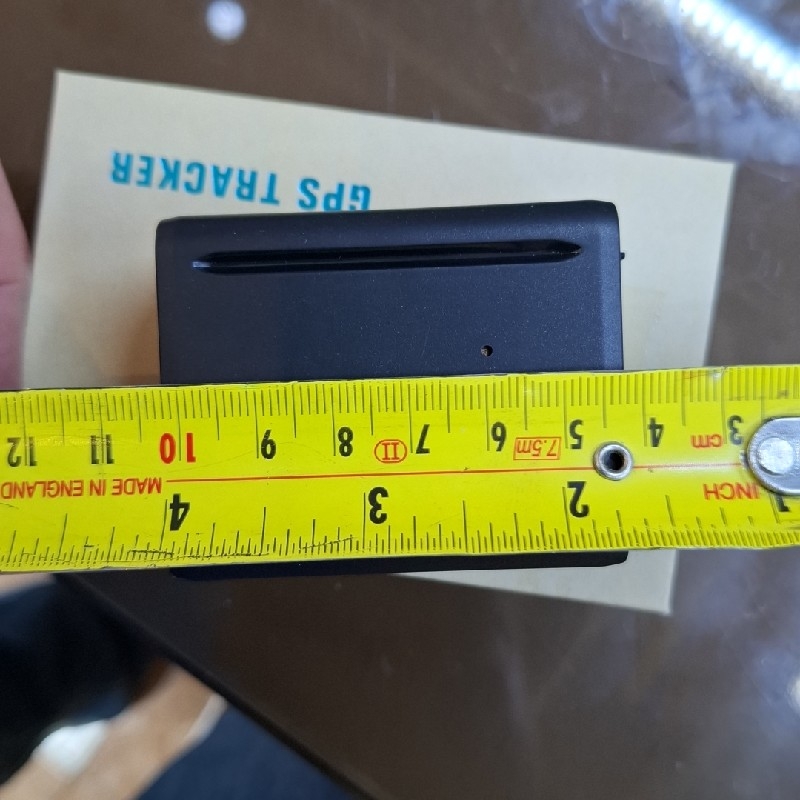 GPS TRACKER
3 cm 4 5 7.5m 6 7 II 8 9 10 11 12
1 INCH 2 3 4 MADE IN ENGLAND